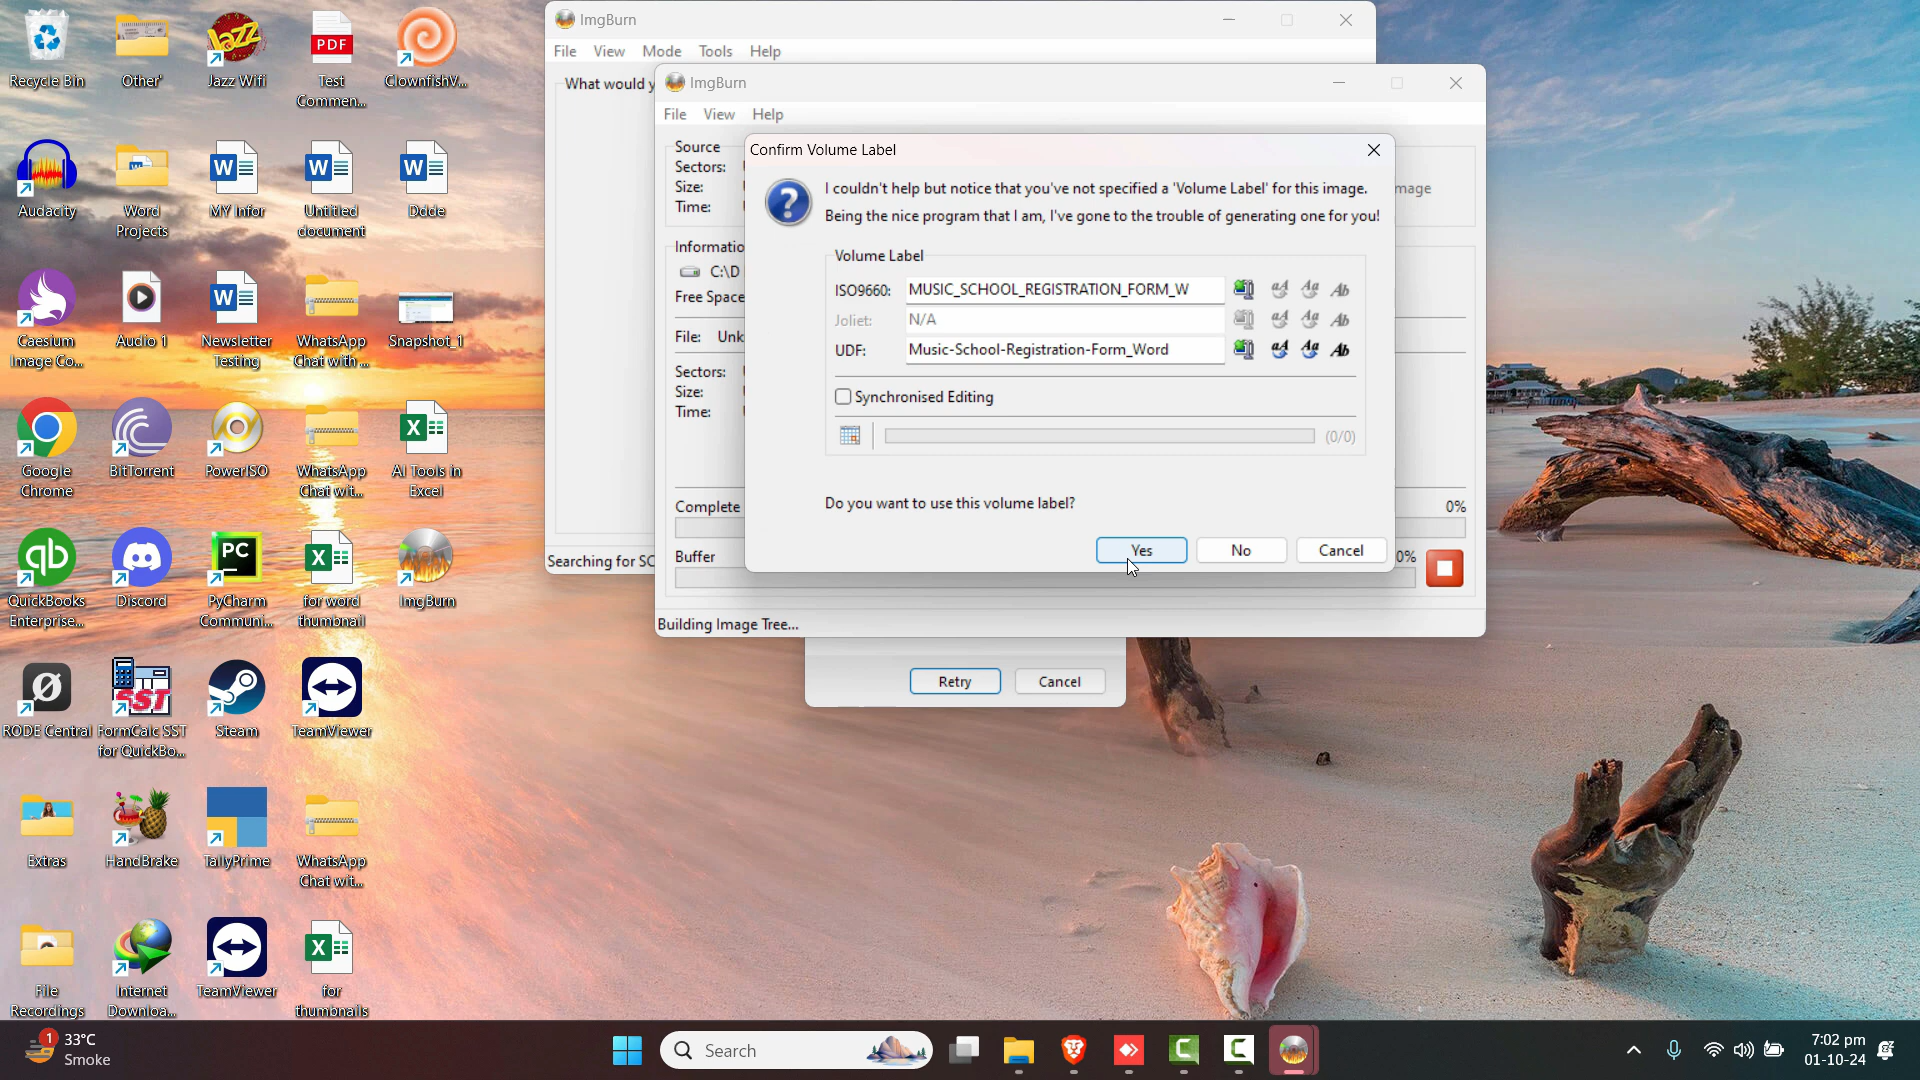 Recycle Bin
Other'
Jazz Wifi
PDF
Test
Commen...
ClownfishV...
Audacity
Word
Projects
MY Infor
Untitled
document
Ddde
Caesium
Image Co...
Audio 1
Newsletter
Testing
WhatsApp
Chat with ...
Snapshot_1
Google
Chrome
BitTorrent
PowerISO
WhatsApp
Chat wit...
AI Tools in
Excel
QuickBooks
Enterprise...
Discord
PyCharm
Communi...
for word
thumbnail
ImgBurn
RODE Central
FormCalc SST
for QuickBo...
Steam
TeamViewer
Extras
HandBrake
TallyPrime
WhatsApp
Chat wit...
File
Recordings
Internet
Downloa...
TeamViewer
for
thumbnails
ImgBurn
File View Mode Tools Help
What would y
Searching for SC
ImgBurn
File View Help
Source
Sectors:
Size:
Time:
mage
Informatio
C:\D
Free Space
File: Unk
Sectors:
Size:
Time:
Complete
0%
Buffer
0%
Building Image Tree...
Confirm Volume Label
I couldn't help but notice that you've not specified a 'Volume Label' for this image.
Being the nice program that I am, I've gone to the trouble of generating one for you!
Volume Label
ISO9660: MUSIC_SCHOOL_REGISTRATION_FORM_W
Joliet: N/A
UDF: Music-School-Registration-Form_Word
Synchronised Editing
(0/0)
Do you want to use this volume label?
Yes No Cancel
Retry Cancel
1
33°C
Smoke
Search
7:02 pm
01-10-24